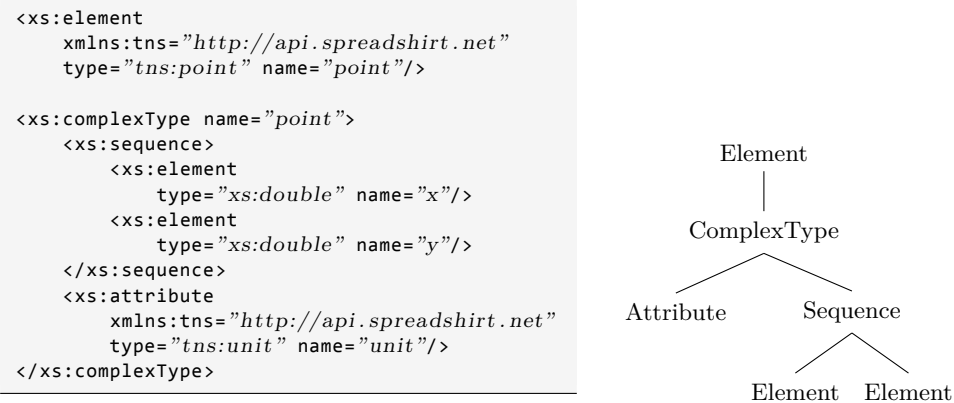 <xs:element
xmlns:tns="http://api.spreadshirt.net"
type="tns:point" name="point"/>
<xs:complexType name="point">
<xs:sequence>
<xs:element
type="xs:double" name="x"/>
<xs:element
type="xs:double" name="y"/>
</xs:sequence>
<xs:attribute
xmlns:tns="http://api.spreadshirt.net"
type="tns:unit" name="unit"/>
</xs:complexType>
Element
ComplexType
Attribute Sequence
Element Element